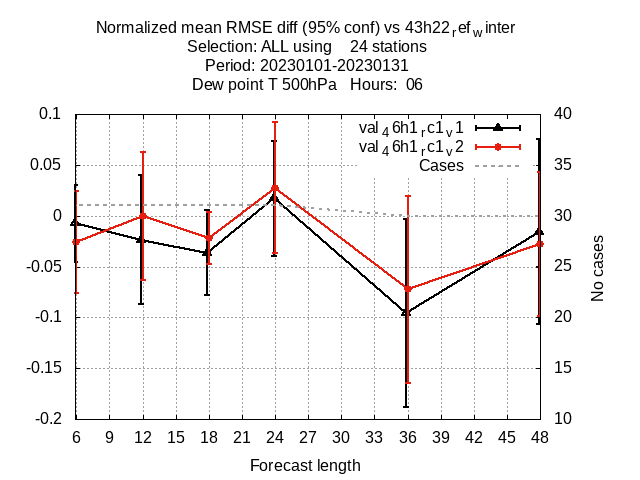 Normalized mean RMSE diff (95% conf) vs 43h22ᵣef_winter
Selection: ALL using    24 stations
Period: 20230101-20230131
Dew point T 500hPa   Hours:  06
0.1
0.05
0
-0.05
-0.1
-0.15
-0.2
40
35
30
25
20
15
10
val₄6h1ᵣc1ᵥ1
val₄6h1ᵣc1ᵥ2
Cases
No cases
6 9 12 15 18 21 24 27 30 33 36 39 42 45 48
Forecast length